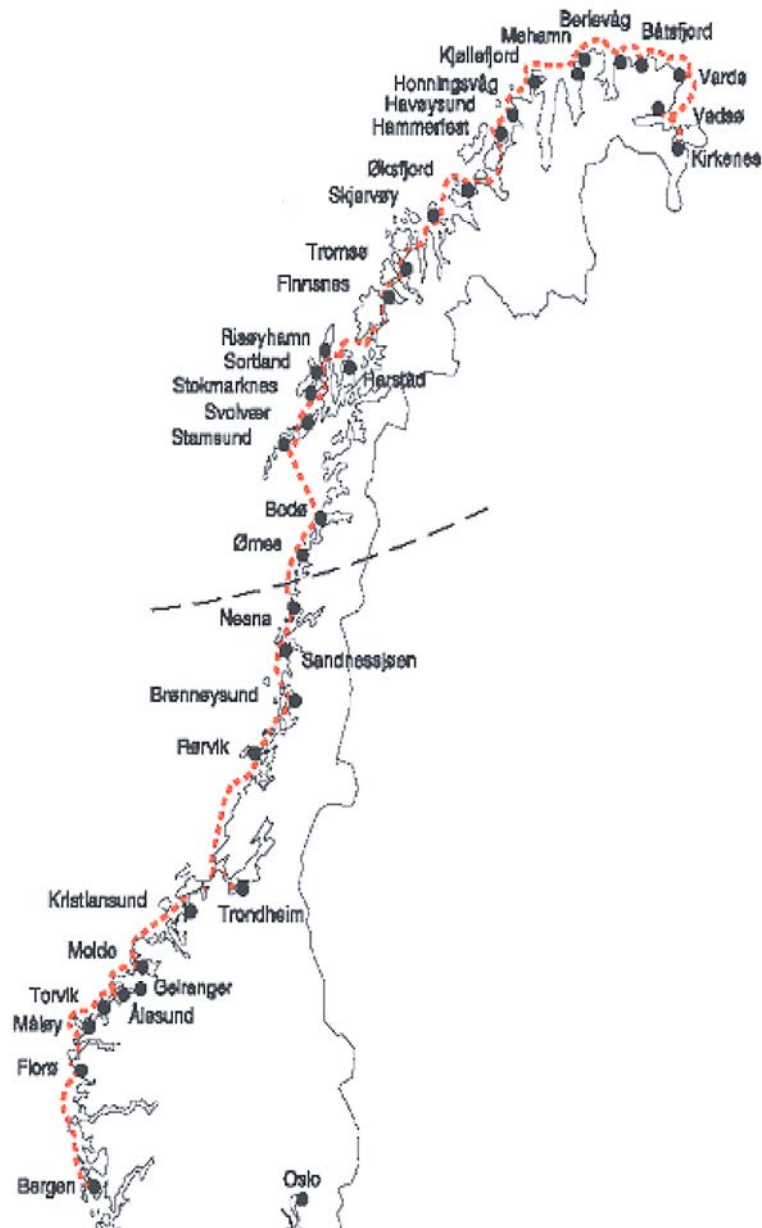 Berlevåg
Mehamn
Båtsfjord
Kjøllefjord
Honningsvåg
Vardø
Havøysund
Vadsø
Hammerfest
Kirkenes
Øksfjord
Skjervøy
Tromsø
Finnsnes
Risøyhamn
Sortland
Harstad
Stokmarknes
Svolvær
Stamsund
Bodø
Ørnes
Nesna
Sandnessjøen
Brønnøysund
Rørvik
Kristiansund
Trondheim
Molde
Geiranger
Torvik
Ålesund
Måløy
Florø
Oslo
Bergen